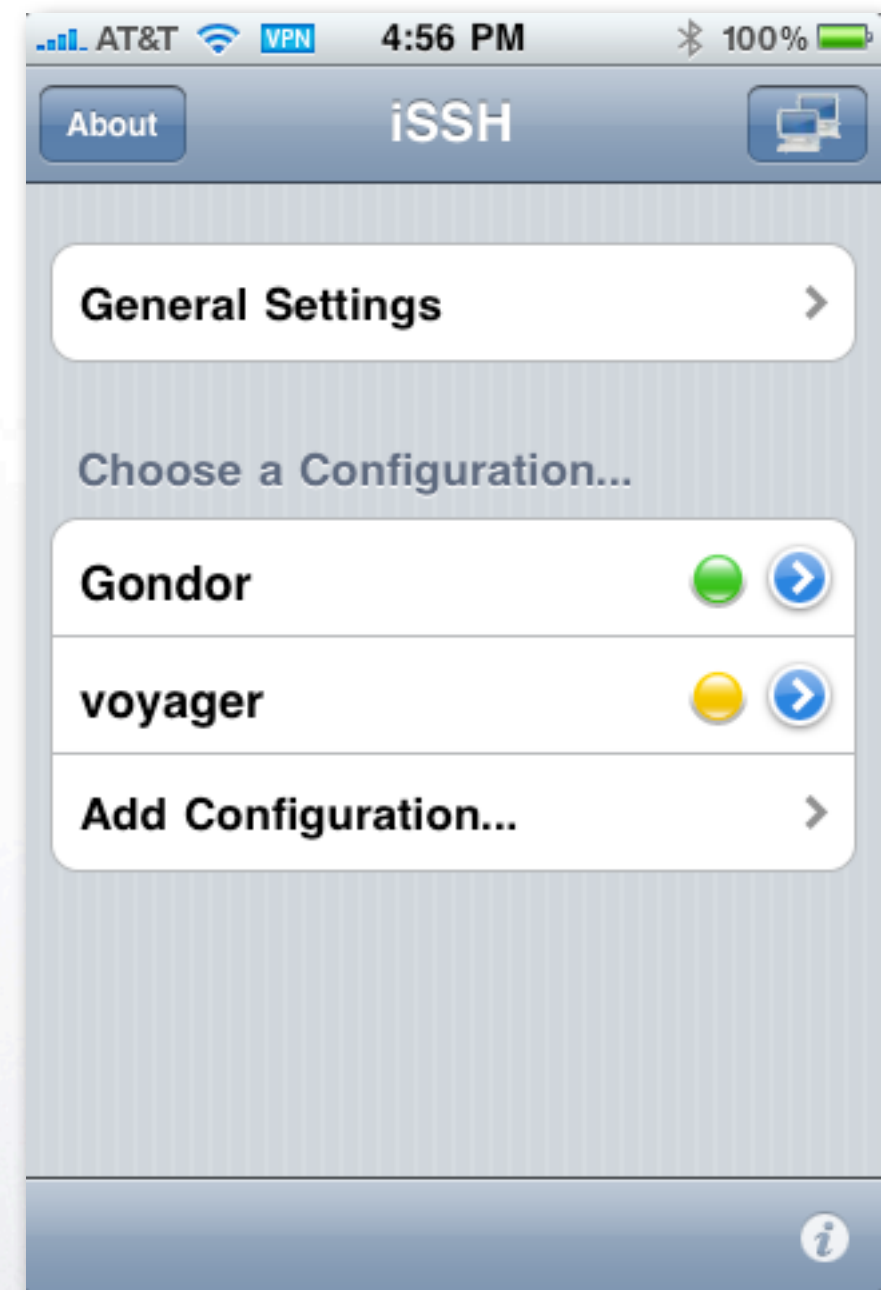 AT&T VPN 4:56 PM 100%
About iSSH
General Settings
Choose a Configuration...
Gondor
voyager
Add Configuration...
i